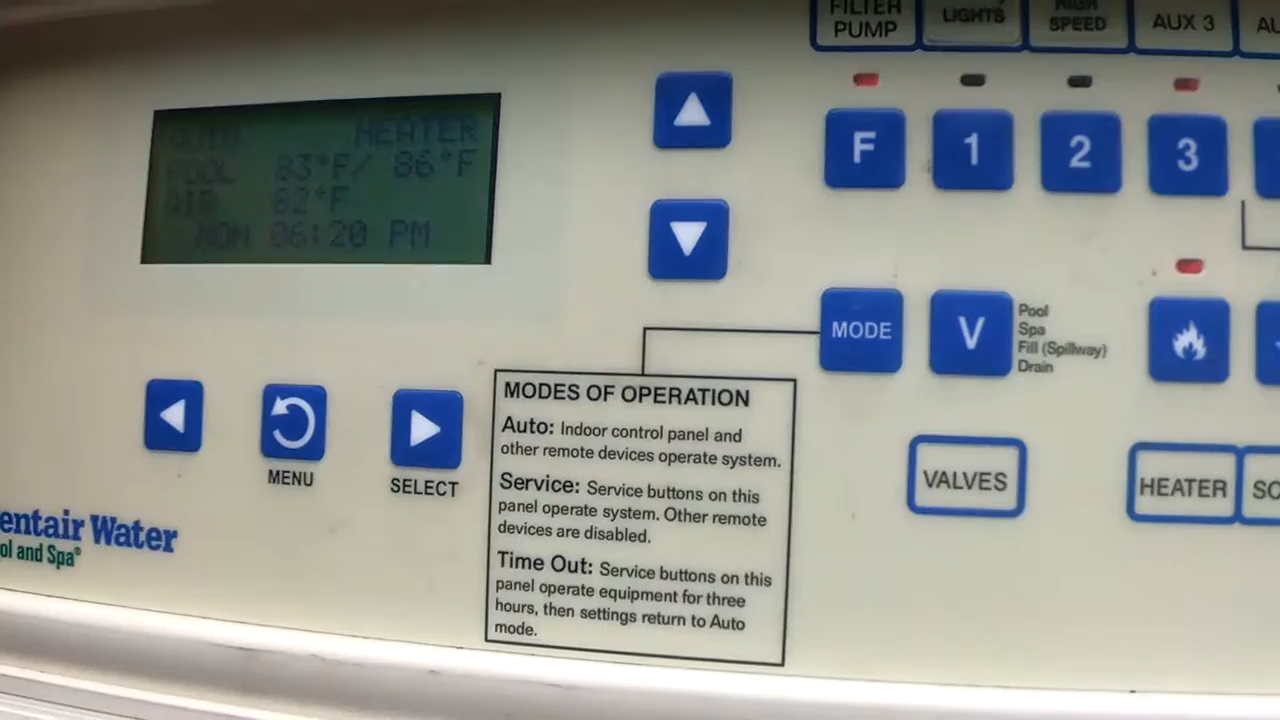 FILTER
PUMP
LIGHTS
HIGH
SPEED
AUX 3
AU
AUTO HEATER
POOL 83°F/ 86°F
AIR 82°F
MON 06:20 PM
F
1
2
3
MODE
V
Pool
Spa
Fill (Spillway)
Drain
MENU
SELECT
MODES OF OPERATION
Auto: Indoor control panel and
other remote devices operate system.
Service: Service buttons on this
panel operate system. Other remote
devices are disabled.
Time Out: Service buttons on this
panel operate equipment for three
hours, then settings return to Auto
mode.
VALVES
HEATER
SO
entair Water
ol and Spa®